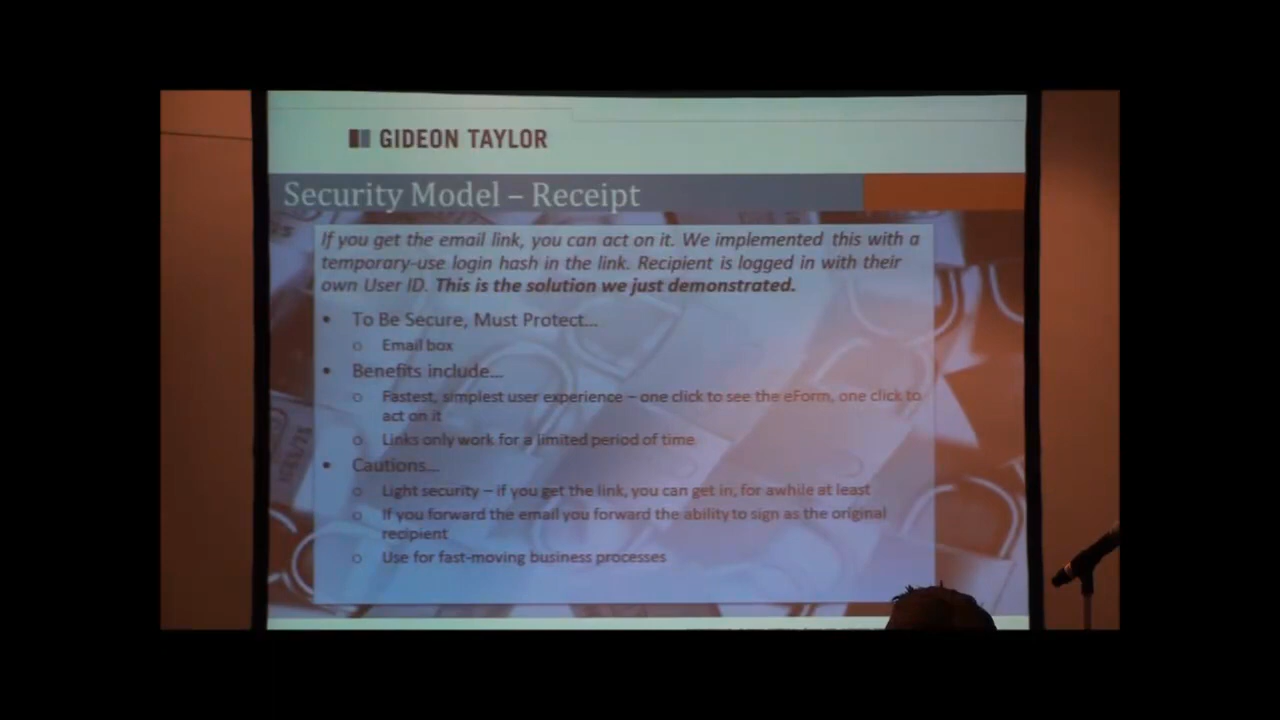 GIDEON TAYLOR
Security Model – Receipt
If you get the email link, you can act on it. We implemented this with a
temporary-use login hash in the link. Recipient is logged in with their
own User ID. This is the solution we just demonstrated.
• To Be Secure, Must Protect...
o Email box
• Benefits include...
o Fastest, simplest user experience – one click to see the eForm, one click to
act on it
o Links only work for a limited period of time
• Cautions...
o Light security – if you get the link, you can get in, for awhile at least
o If you forward the email you forward the ability to sign as the original
recipient
o Use for fast-moving business processes